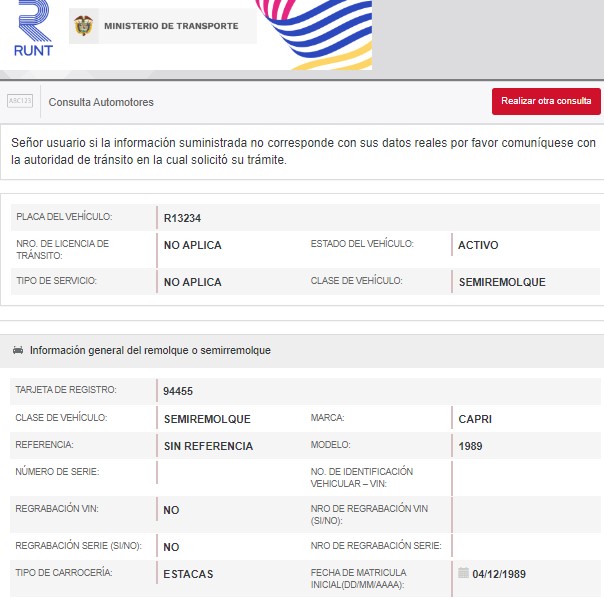 RUNT
MINISTERIO DE TRANSPORTE
ABC123
Consulta Automotores
Realizar otra consulta
Señor usuario si la información suministrada no corresponde con sus datos reales por favor comuníquese con
la autoridad de tránsito en la cual solicitó su trámite.
PLACA DEL VEHÍCULO: R13234
NRO. DE LICENCIA DE
TRÁNSITO: NO APLICA ESTADO DEL VEHÍCULO: ACTIVO
TIPO DE SERVICIO: NO APLICA CLASE DE VEHÍCULO: SEMIREMOLQUE
Información general del remolque o semirremolque
TARJETA DE REGISTRO: 94455
CLASE DE VEHÍCULO: SEMIREMOLQUE MARCA: CAPRI
REFERENCIA: SIN REFERENCIA MODELO: 1989
NÚMERO DE SERIE: NO. DE IDENTIFICACIÓN
VEHICULAR – VIN:
REGRABACIÓN VIN: NO NRO DE REGRABACIÓN VIN
(SI/NO):
REGRABACIÓN SERIE (SI/NO): NO NRO DE REGRABACIÓN SERIE:
TIPO DE CARROCERÍA: ESTACAS FECHA DE MATRICULA
INICIAL(DD/MM/AAAA): 04/12/1989